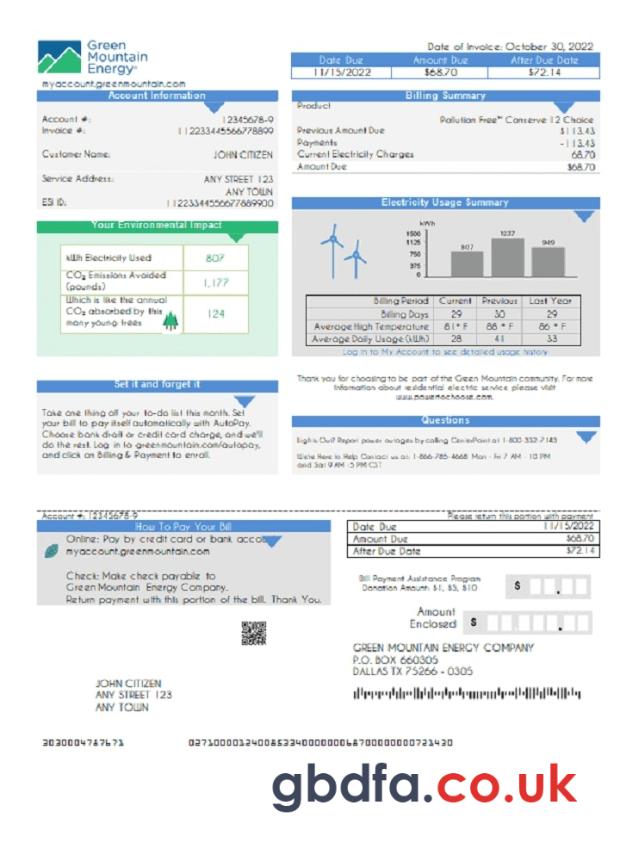 Green
Mountain
Energy®
myaccount.greenmountain.com
Date of Invoice: October 30, 2022
Date Due Amount Due After Due Date
11/15/2022 $68.70 $72.14
Account Information
Account #: 12345678-9
Invoice #: 112233445566778899
Customer Name: JOHN CITIZEN
Service Address: ANY STREET 123
ANY TOWN
ESI ID: 1122334455667788990​0
Billing Summary
Product
Pollution Free™ Conserve 12 Choice
Previous Amount Due $113.43
Payments -113.43
Current Electricity Charges 68.70
Amount Due $68.70
Your Environmental Impact
kWh Electricity Used 807
CO₂ Emissions Avoided
(pounds) 1,177
Which is like the annual
CO₂ absorbed by this
many young trees 124
Electricity Usage Summary
kWh
1500
1125
750
375
0
807 1237 949
Billing Period Current Previous Last Year
Billing Days 29 30 29
Average High Temperature 81° F 88° F 86° F
Average Daily Usage (kWh) 28 41 33
Log in to My Account to see detailed usage history
Set it and forget it
Take one thing off your to-do list this month. Set
your bill to pay itself automatically with AutoPay.
Choose bank draft or credit card charge, and we'll
do the rest. Log in to greenmountain.com/autopay,
and click on Billing & Payment to enroll.
Thank you for choosing to be part of the Green Mountain community. For more
information about residential electric service please visit
www.powertochoose.com.
Questions
Lights Out? Report power outages by calling CenterPoint at 1-800-332-7143
We're Here to Help Contact us at: 1-866-785-4668 Mon - Fri 7 AM - 10 PM
and Sat 9 AM -5 PM CST
Account #: 12345678-9
Please return this portion with payment
How To Pay Your Bill
Online: Pay by credit card or bank
myaccount.greenmountain.com
Check: Make check payable to
Green Mountain Energy Company.
Return payment with this portion of the bill. Thank You.
Date Due 11/15/2022
Amount Due $68.70
After Due Date $72.14
Bill Payment Assistance Program
Donation Amount: $1, $5, $10 $ .
Amount
Enclosed $ .
GREEN MOUNTAIN ENERGY COMPANY
P.O. BOX 660305
DALLAS TX 75266 - 0305
JOHN CITIZEN
ANY STREET 123
ANY TOWN
gbdfa.co.uk